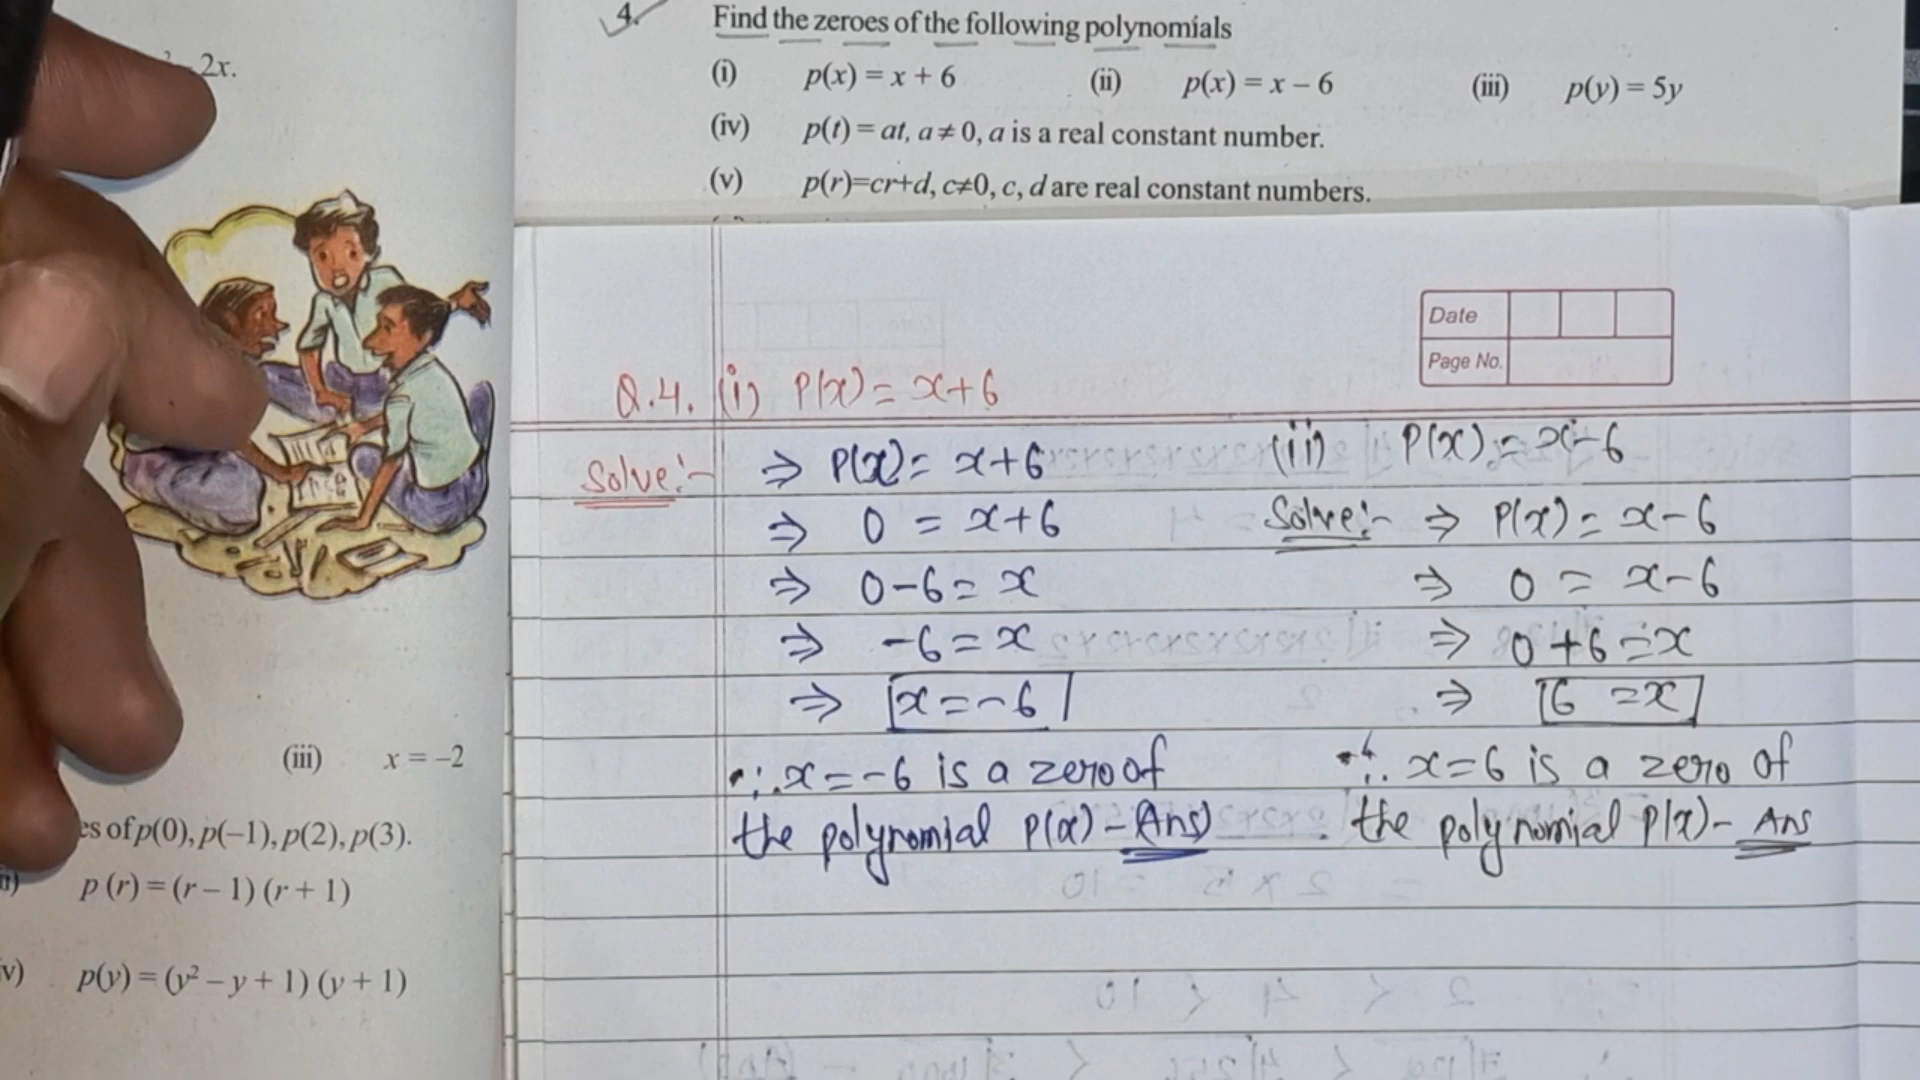 2x.
4. Find the zeroes of the following polynomials
(i) p(x) = x + 6 (ii) p(x) = x – 6 (iii) p(y) = 5y
(iv) p(t) = at, a ≠ 0, a is a real constant number.
(v) p(r)=cr+d, c≠0, c, d are real constant numbers.
Date
Page No.
Q.4. (i) P(x) = x+6
Solve:- ⇒ P(x) = x+6
⇒ 0 = x+6
⇒ 0-6 = x
⇒ -6 = x
⇒ x = -6
∴ x = -6 is a zero of
the polynomial P(x) - Ans
(ii) P(x) = x-6
Solve:- ⇒ P(x) = x-6
⇒ 0 = x-6
⇒ 0+6 = x
⇒ 6 = x
∴ x=6 is a zero of
the polynomial P(x) - Ans
(iii) x = –2
of p(0), p(–1), p(2), p(3).
p (r) = (r – 1) (r + 1)
p(y) = (y² – y + 1) (y + 1)